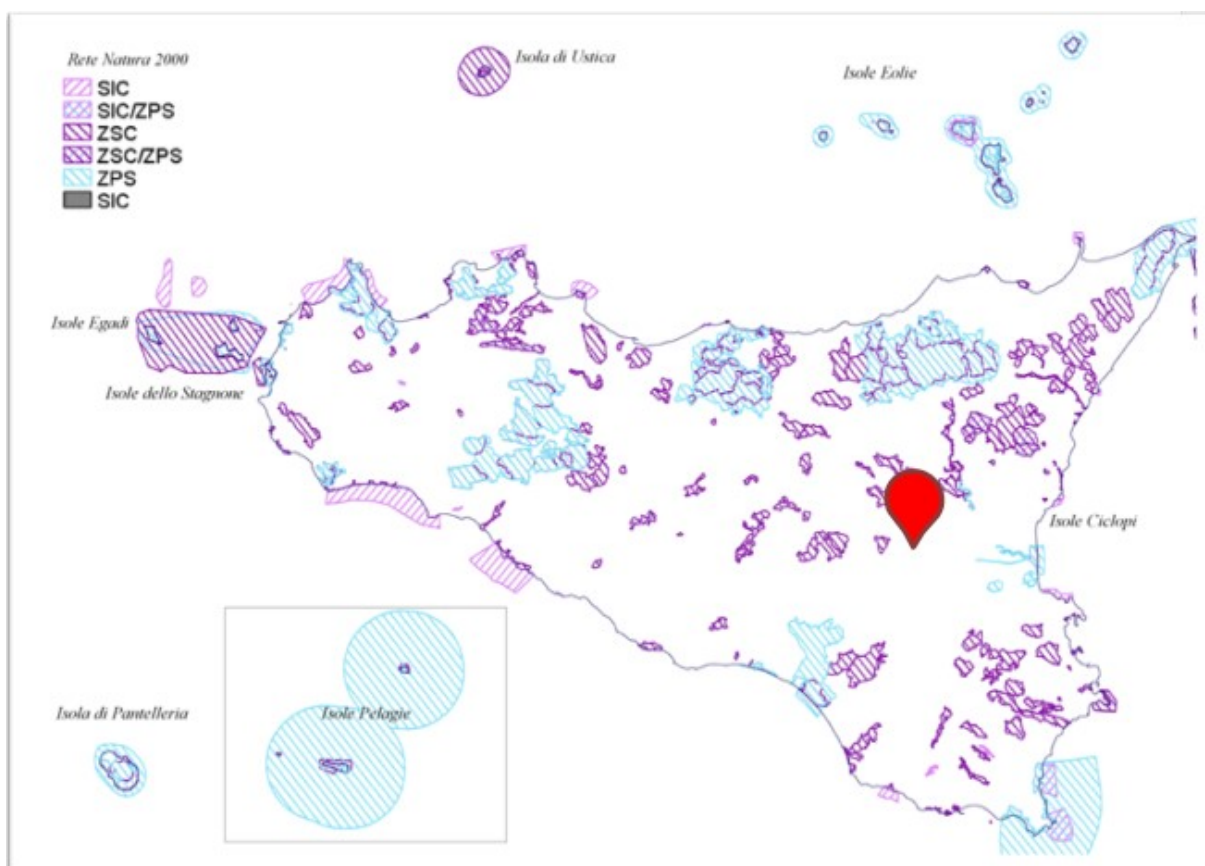 Rete Natura 2000
SIC
SIC/ZPS
ZSC
ZSC/ZPS
ZPS
SIC
Isola di Ustica
Isole Eolie
Isole Egadi
Isole dello Stagnone
Isole Ciclopi
Isola di Pantelleria
Isole Pelagie